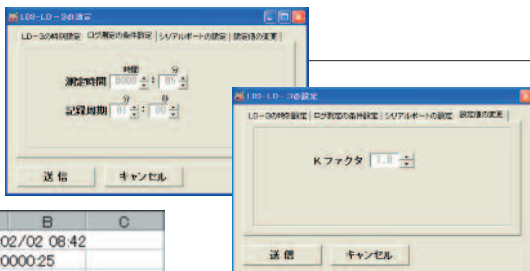 LD3-LD-3の設定
LD-3の時刻設定 ログ測定の条件設定 シリアルポートの設定 設定値の変更
時間 分
測定時間 0000 : 05
分 秒
記録周期 01 : 00
送信 キャンセル
LD3-LD-3の設定
LD-3の時刻設定 ログ測定の条件設定 シリアルポートの設定 設定値の変更
Kファクタ 1.0
送信 キャンセル
B C
02/02 08:42
0000:25